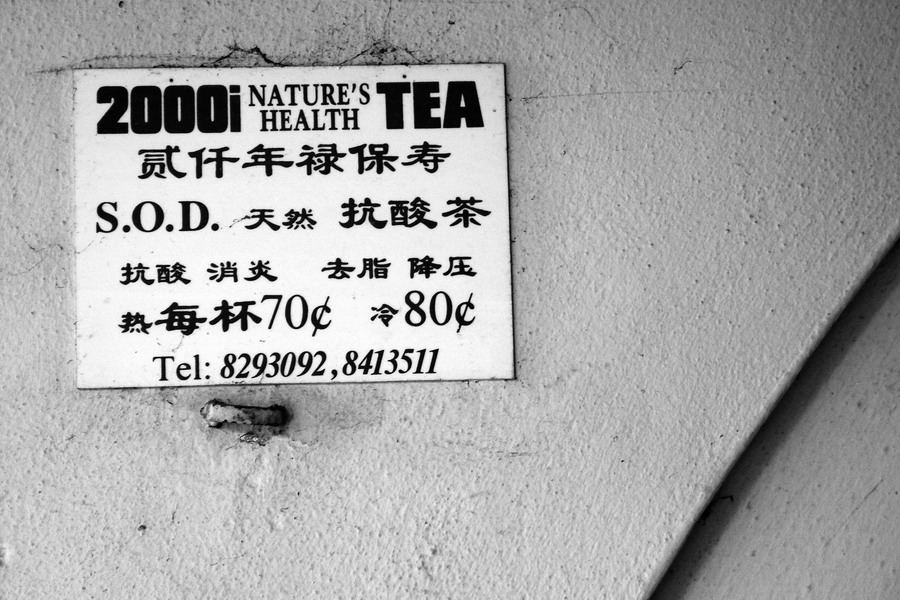 2000i NATURE'S HEALTH TEA
贰仟年禄保寿
S.O.D. 天然 抗酸茶
抗酸 消炎 去脂 降压
热每杯70¢ 冷80¢
Tel: 8293092, 8413511